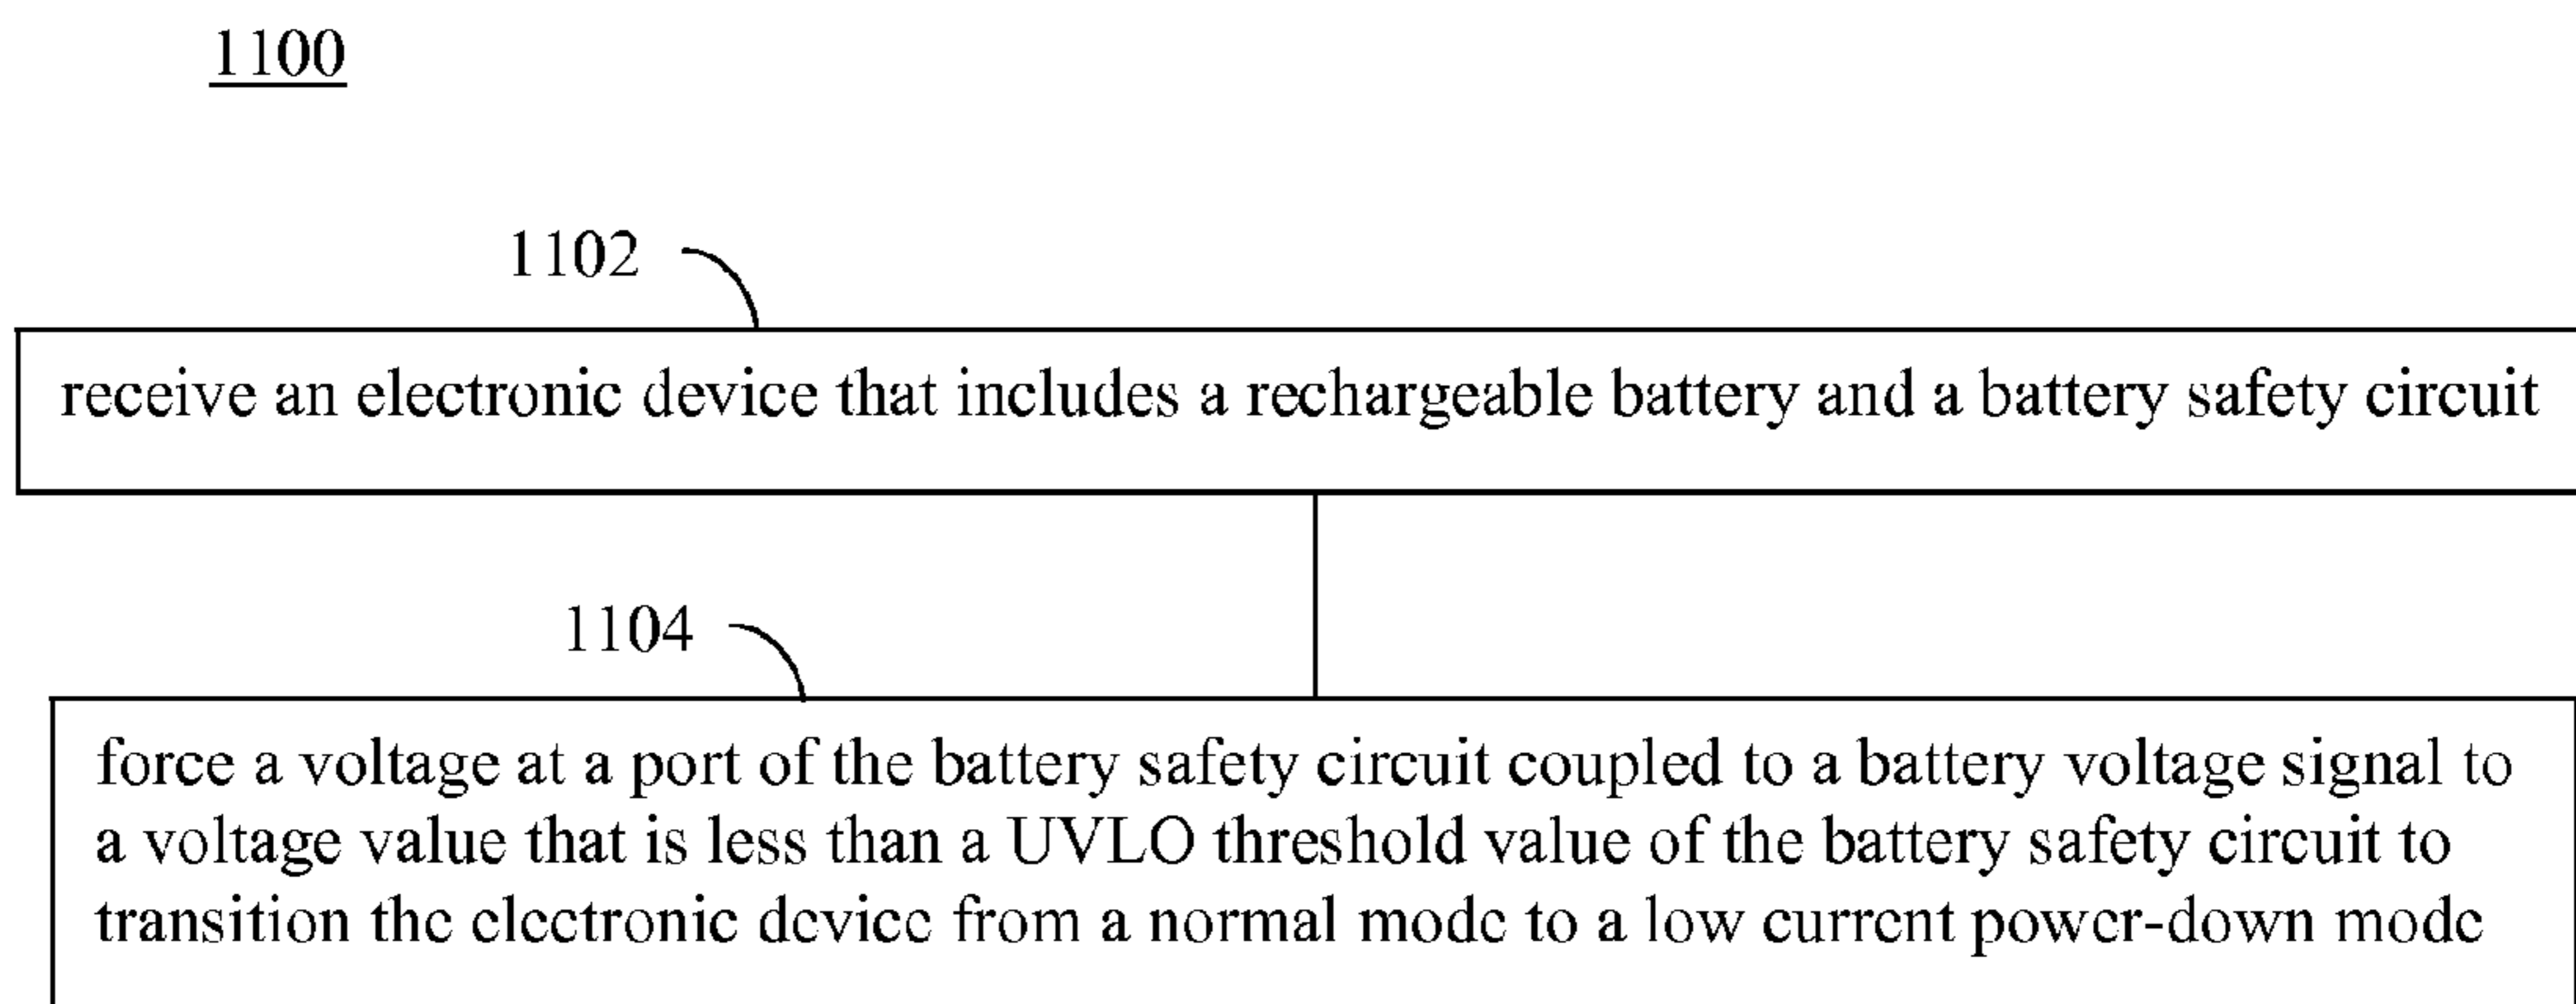 1100
1102
receive an electronic device that includes a rechargeable battery and a battery safety circuit
1104
force a voltage at a port of the battery safety circuit coupled to a battery voltage signal to
a voltage value that is less than a UVLO threshold value of the battery safety circuit to
transition the electronic device from a normal mode to a low current power-down mode